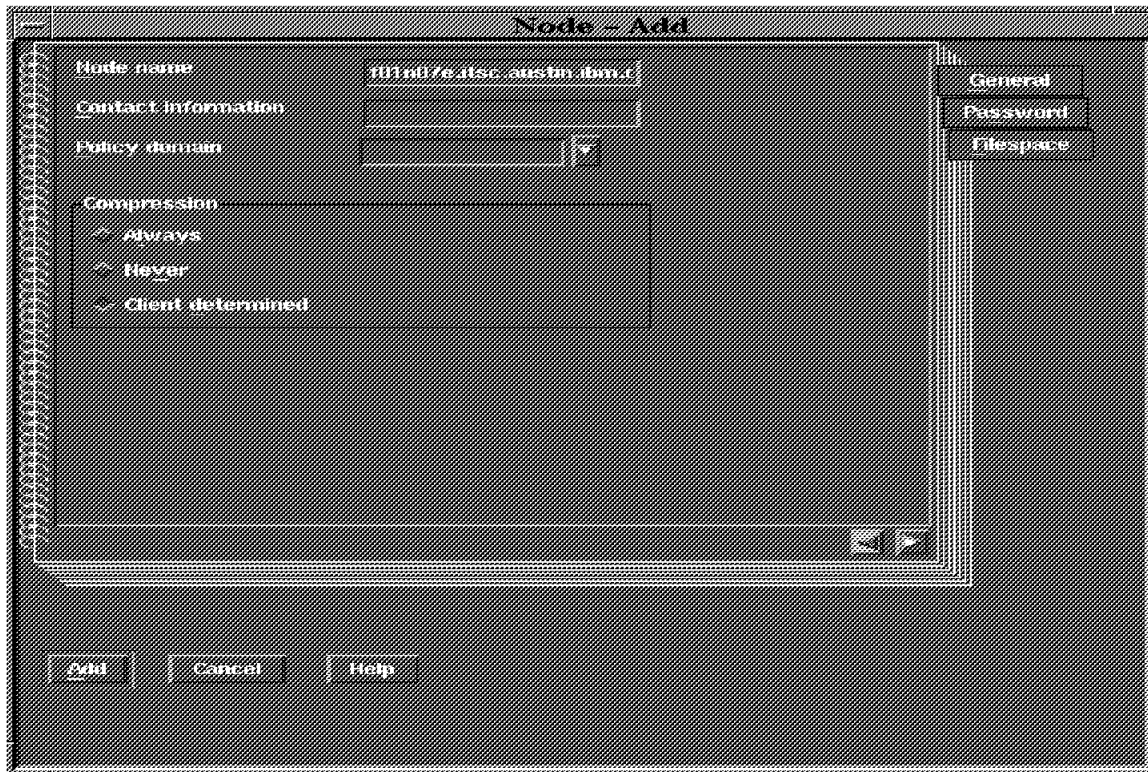 Node - Add
Node name
f01n07e.itsc.austin.ibm.c
Contact information
Policy domain
Compression
Always
Never
Client determined
General
Password
Filespace
Add
Cancel
Help